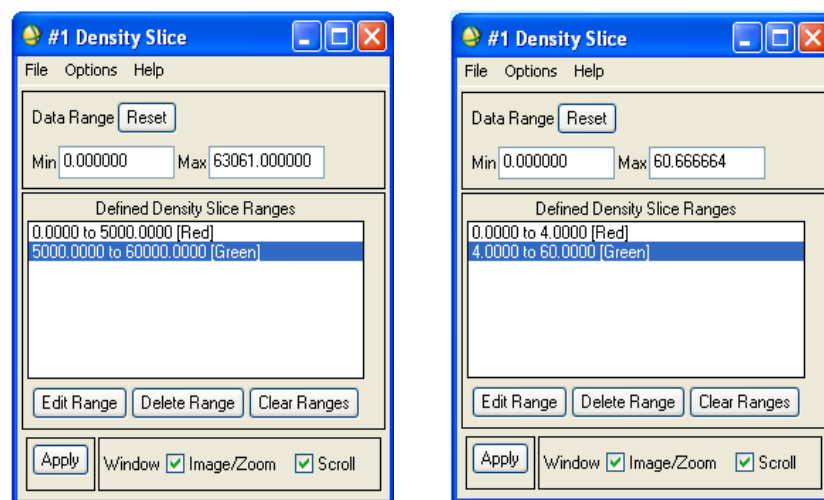 #1 Density Slice
File Options Help
Data Range Reset
Min 0.000000 Max 63061.000000
Defined Density Slice Ranges
0.0000 to 5000.0000 [Red]
5000.0000 to 60000.0000 [Green]
Edit Range Delete Range Clear Ranges
Apply Window Image/Zoom Scroll
#1 Density Slice
File Options Help
Data Range Reset
Min 0.000000 Max 60.666664
Defined Density Slice Ranges
0.0000 to 4.0000 [Red]
4.0000 to 60.0000 [Green]
Edit Range Delete Range Clear Ranges
Apply Window Image/Zoom Scroll